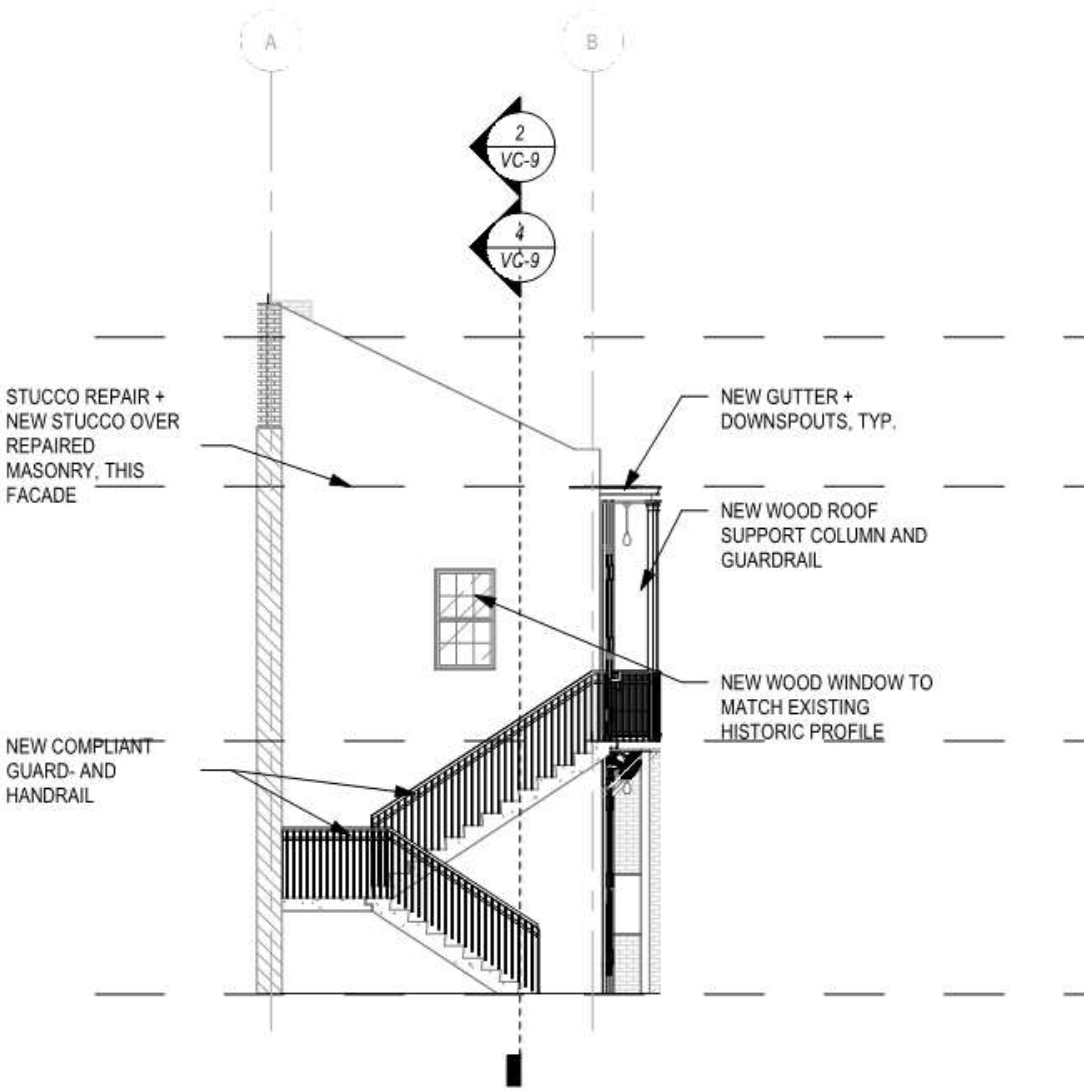 A
B
2
VC-9
4
VC-9
STUCCO REPAIR +
NEW STUCCO OVER
REPAIRED
MASONRY, THIS
FACADE
NEW GUTTER +
DOWNSPOUTS, TYP.
NEW WOOD ROOF
SUPPORT COLUMN AND
GUARDRAIL
NEW WOOD WINDOW TO
MATCH EXISTING
HISTORIC PROFILE
NEW COMPLIANT
GUARD- AND
HANDRAIL